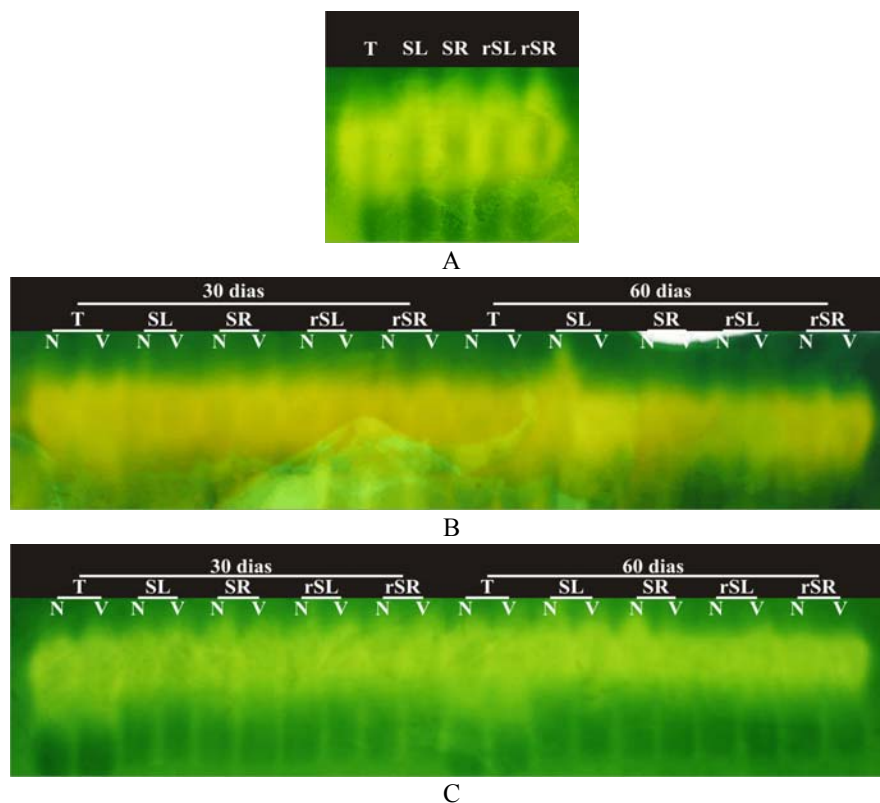 T SL SR rSL rSR
A
30 dias 60 dias
T SL SR rSL rSR T SL SR rSL rSR
N V N V N V N V N V N V N V N V N V N V
B
30 dias 60 dias
T SL SR rSL rSR T SL SR rSL rSR
N V N V N V N V N V N V N V N V N V N V
C